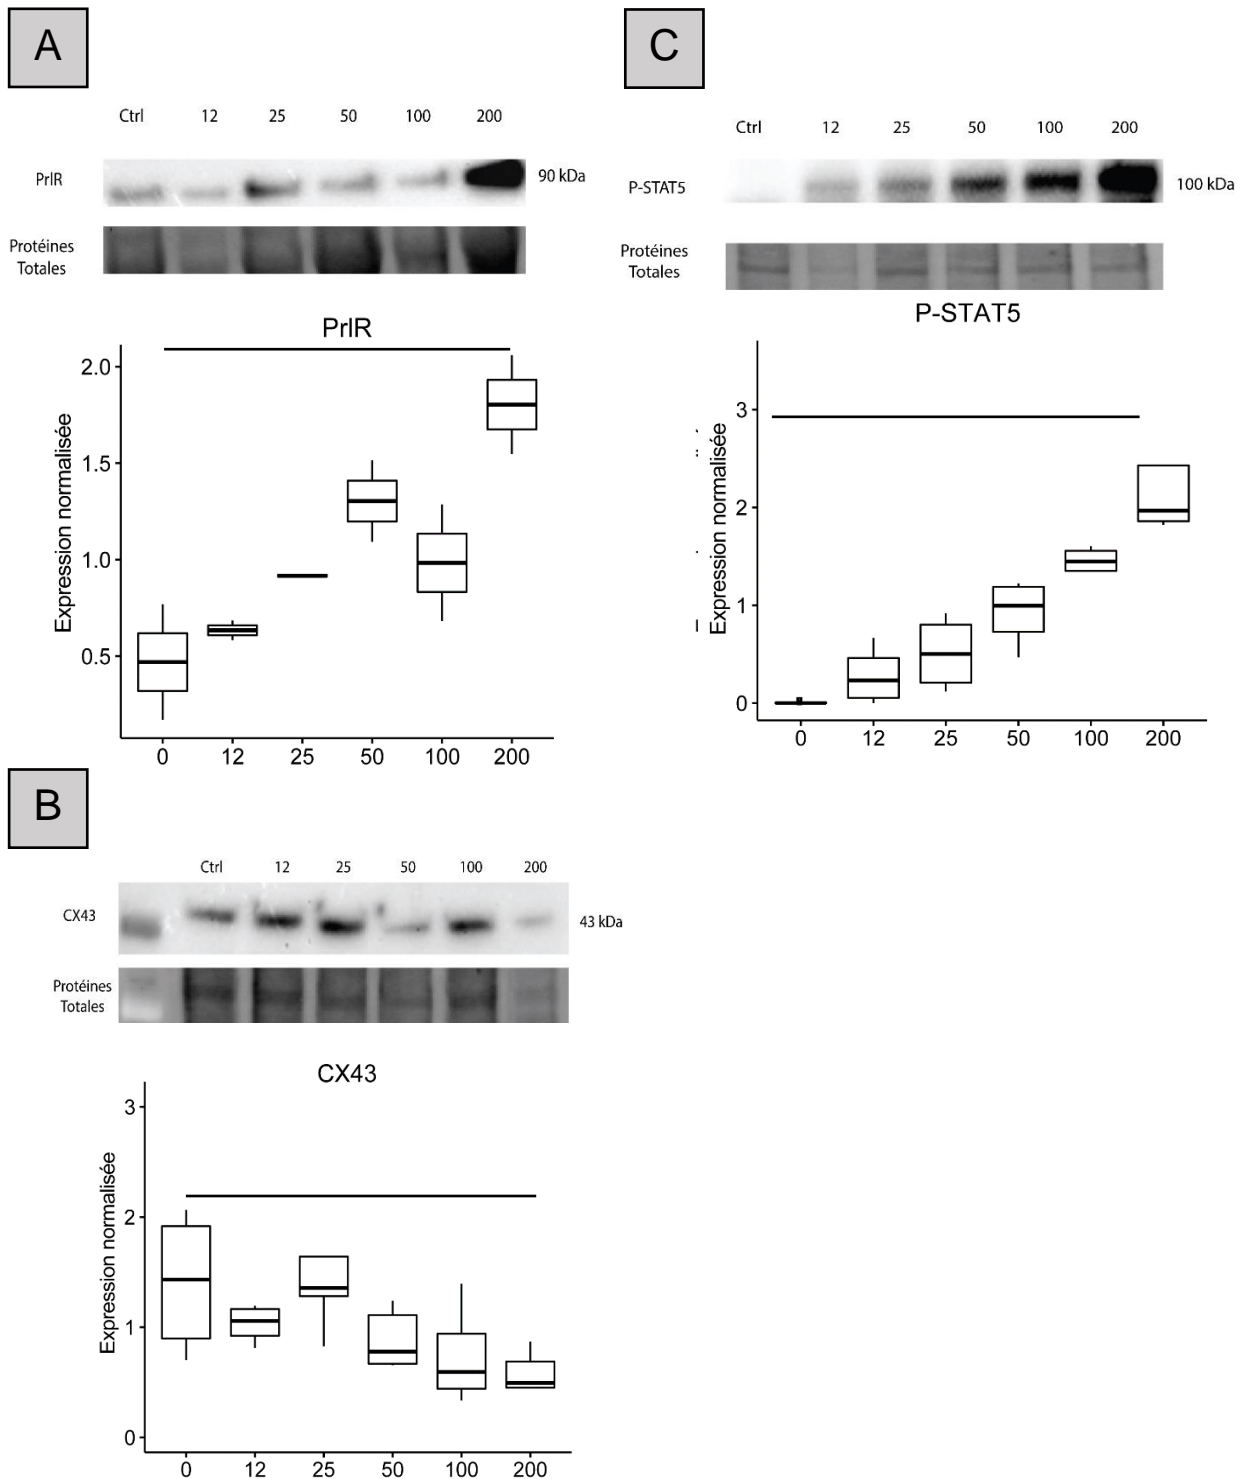 A
Ctrl 12 25 50 100 200
PrlR
90 kDa
Protéines
Totales
PrlR
Expression normalisée
2.0
1.5
1.0
0.5
0 12 25 50 100 200
C
Ctrl 12 25 50 100 200
P-STAT5
100 kDa
Protéines
Totales
P-STAT5
Expression normalisée
3
2
1
0
0 12 25 50 100 200
B
Ctrl 12 25 50 100 200
CX43
43 kDa
Protéines
Totales
CX43
Expression normalisée
3
2
1
0
0 12 25 50 100 200